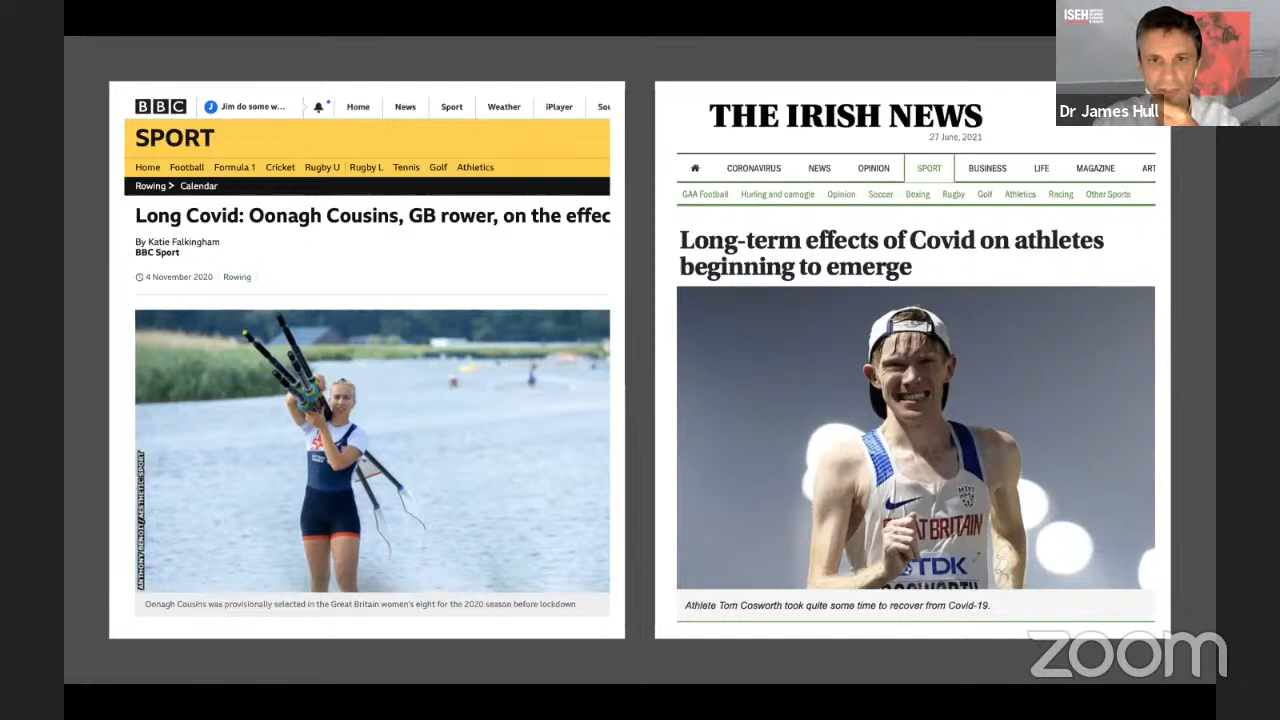 BBC
Jim do some w...
Home
News
Sport
Weather
iPlayer
Sou
SPORT
Home Football Formula 1 Cricket Rugby U Rugby L Tennis Golf Athletics
Rowing > Calendar
Long Covid: Oonagh Cousins, GB rower, on the effec
By Katie Falkingham
BBC Sport
4 November 2020 Rowing
ANTHONY BENOIT/AESTHETICSPORT
Oonagh Cousins was provisionally selected in the Great Britain women's eight for the 2020 season before lockdown
THE IRISH NEWS
27 June, 2021
CORONAVIRUS NEWS OPINION SPORT BUSINESS LIFE MAGAZINE ART
GAA Football Hurling and camogie Opinion Soccer Boxing Rugby Golf Athletics Racing Other Sports
Long-term effects of Covid on athletes
beginning to emerge
GREAT BRITAIN
TDK
BOSWORTH
Athlete Tom Cosworth took quite some time to recover from Covid-19.
ISEH
Dr James Hull
zoom